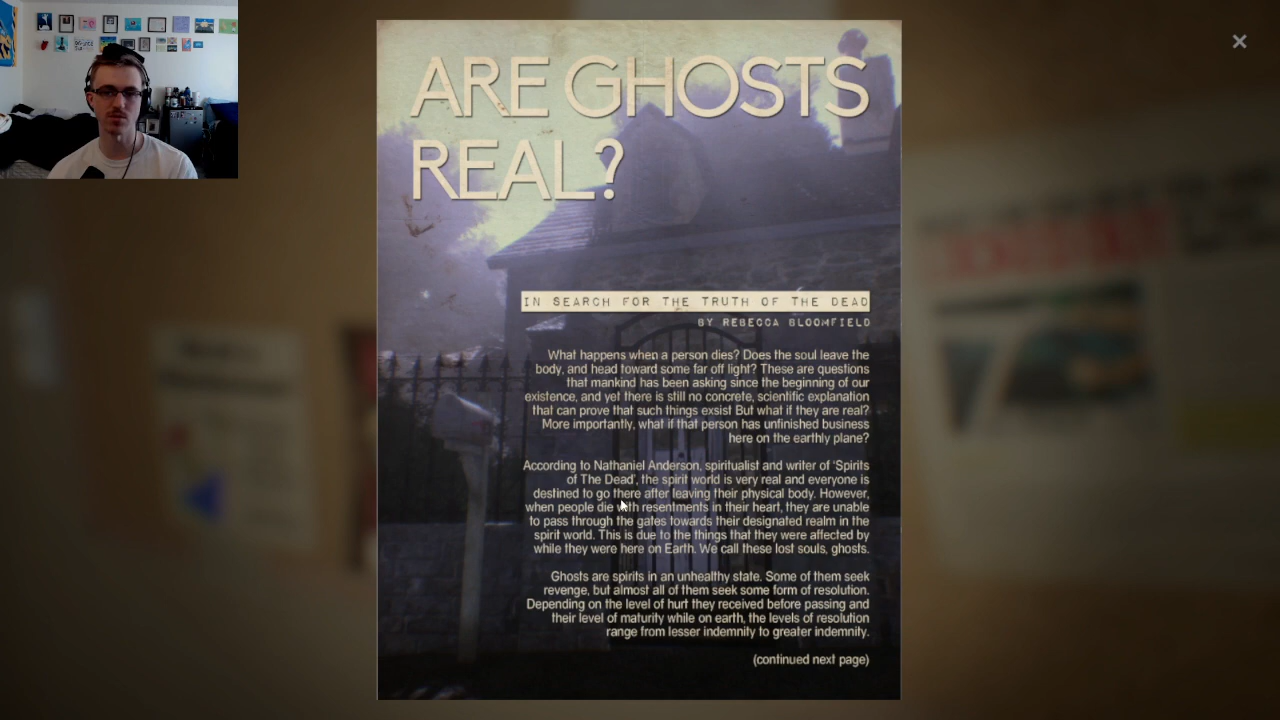 ARE GHOSTS
REAL?
IN SEARCH FOR THE TRUTH OF THE DEAD
BY REBECCA BLOOMFIELD
What happens when a person dies? Does the soul leave the
body, and head toward some far off light? These are questions
that mankind has been asking since the beginning of our
existence, and yet there is still no concrete, scientific explanation
that can prove that such things exsist But what if they are real?
More importantly, what if that person has unfinished business
here on the earthly plane?
According to Nathaniel Anderson, spiritualist and writer of 'Spirits
of The Dead', the spirit world is very real and everyone is
destined to go there after leaving their physical body. However,
when people die with resentments in their heart, they are unable
to pass through the gates towards their designated realm in the
spirit world. This is due to the things that they were affected by
while they were here on Earth. We call these lost souls, ghosts.
Ghosts are spirits in an unhealthy state. Some of them seek
revenge, but almost all of them seek some form of resolution.
Depending on the level of hurt they received before passing and
their level of maturity while on earth, the levels of resolution
range from lesser indemnity to greater indemnity.
(continued next page)